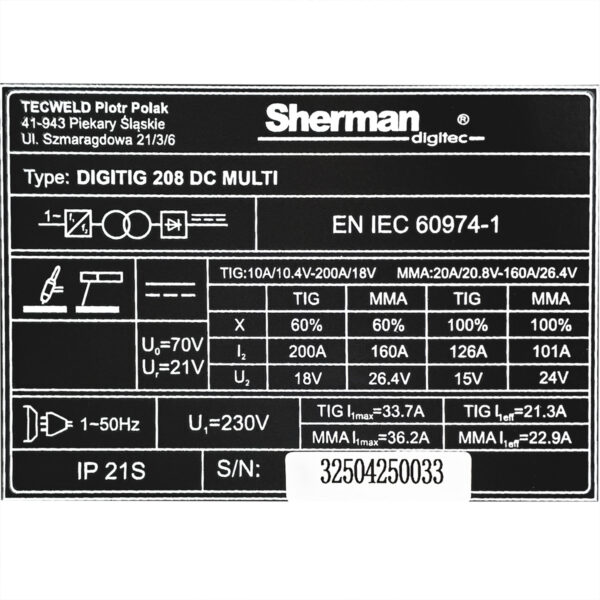 TECWELD Piotr Polak
41-943 Piekary Śląskie
Ul. Szmaragdowa 21/3/6
Sherman®
digitec
Type: DIGITIG 208 DC MULTI
1~ f₁ f₂
EN IEC 60974-1
TIG:10A/10.4V-200A/18V MMA:20A/20.8V-160A/26.4V
TIG MMA TIG MMA
X 60% 60% 100% 100%
U₀=70V
Uᵣ=21V
I₂ 200A 160A 126A 101A
U₂ 18V 26.4V 15V 24V
1~50Hz
U₁=230V
TIG I₁max=33.7A TIG I₁eff=21.3A
MMA I₁max=36.2A MMA I₁eff=22.9A
IP 21S
S/N: 32504250033